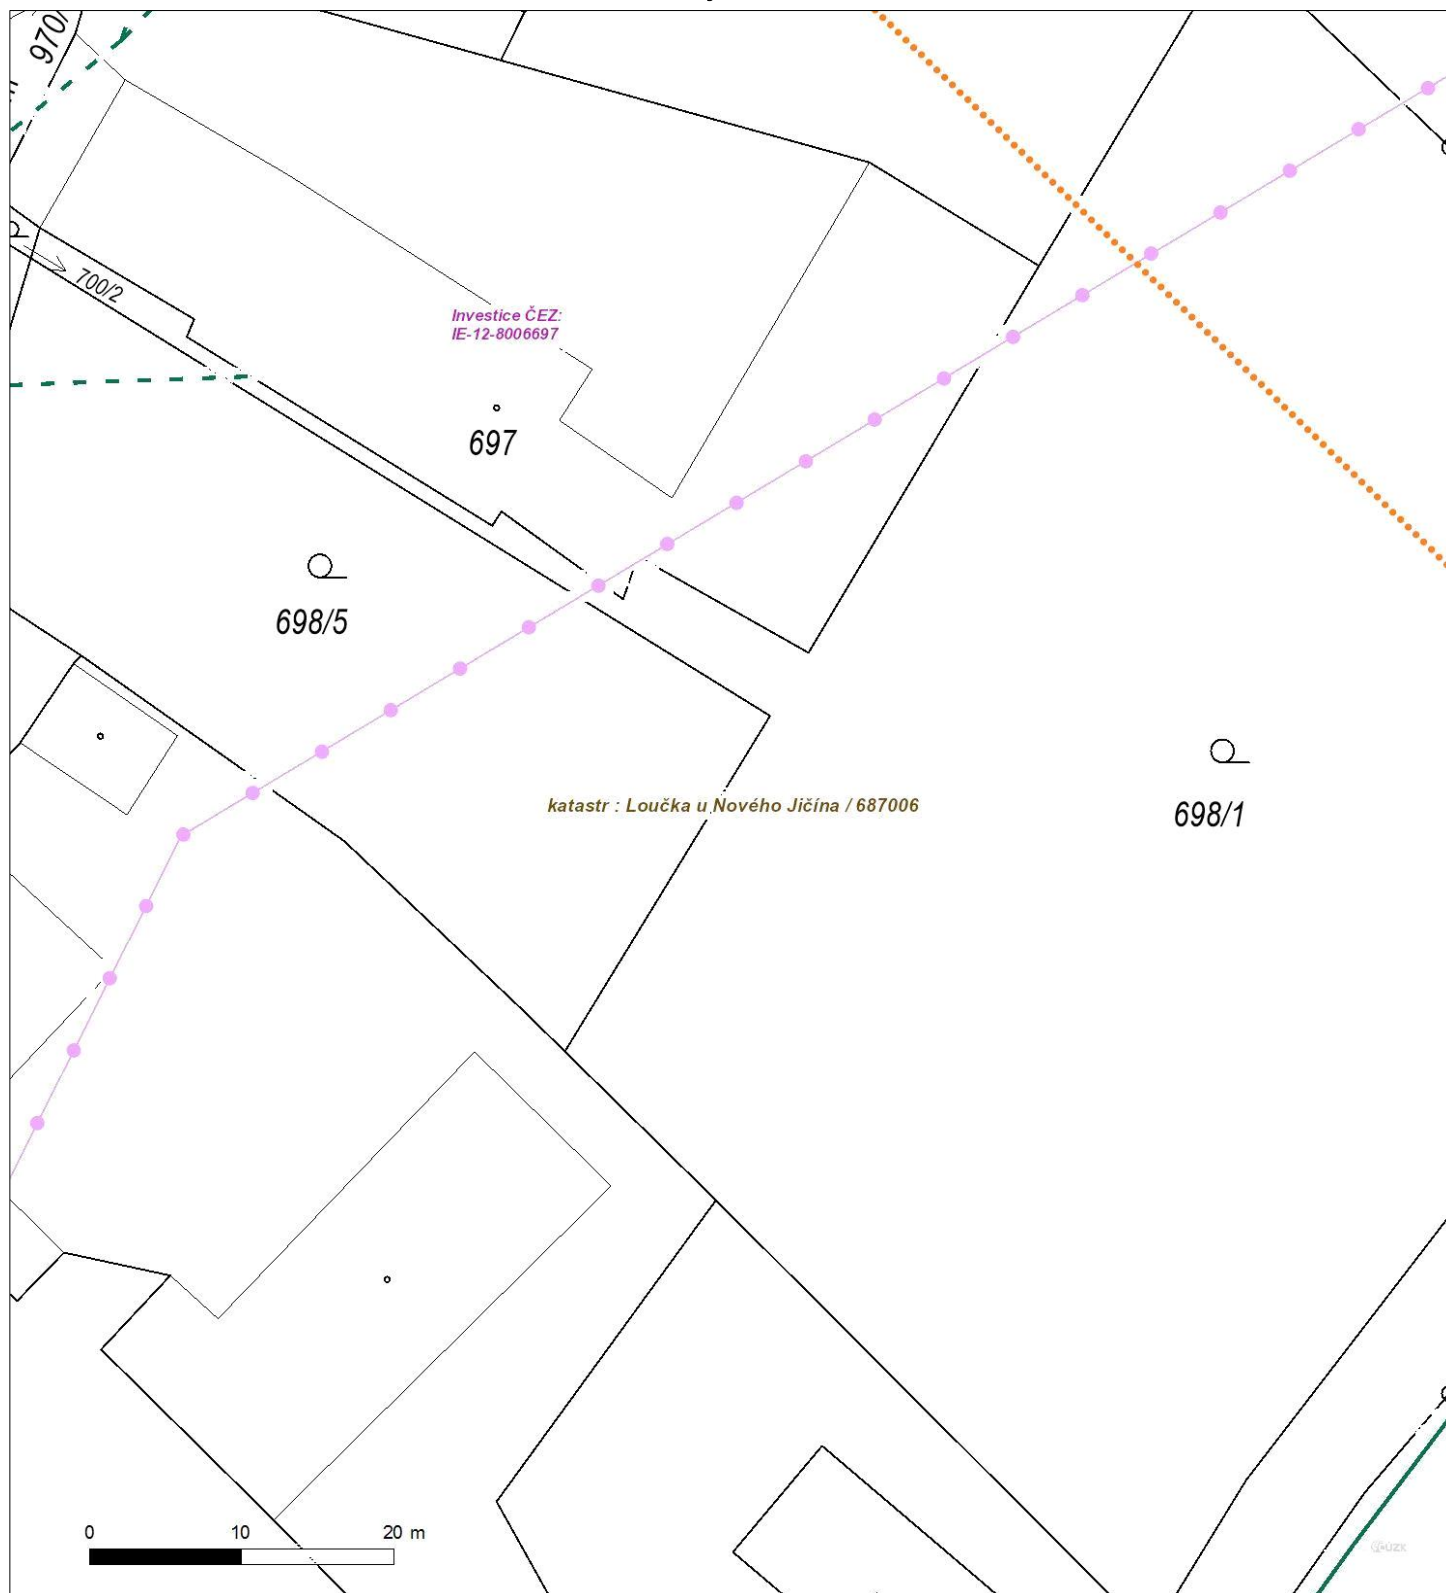 970/
700/2
Investice ČEZ:
IE-12-8006697
697
698/5
katastr : Loučka u Nového Jičína / 687006
698/1
0 10 20 m
ČÚZK